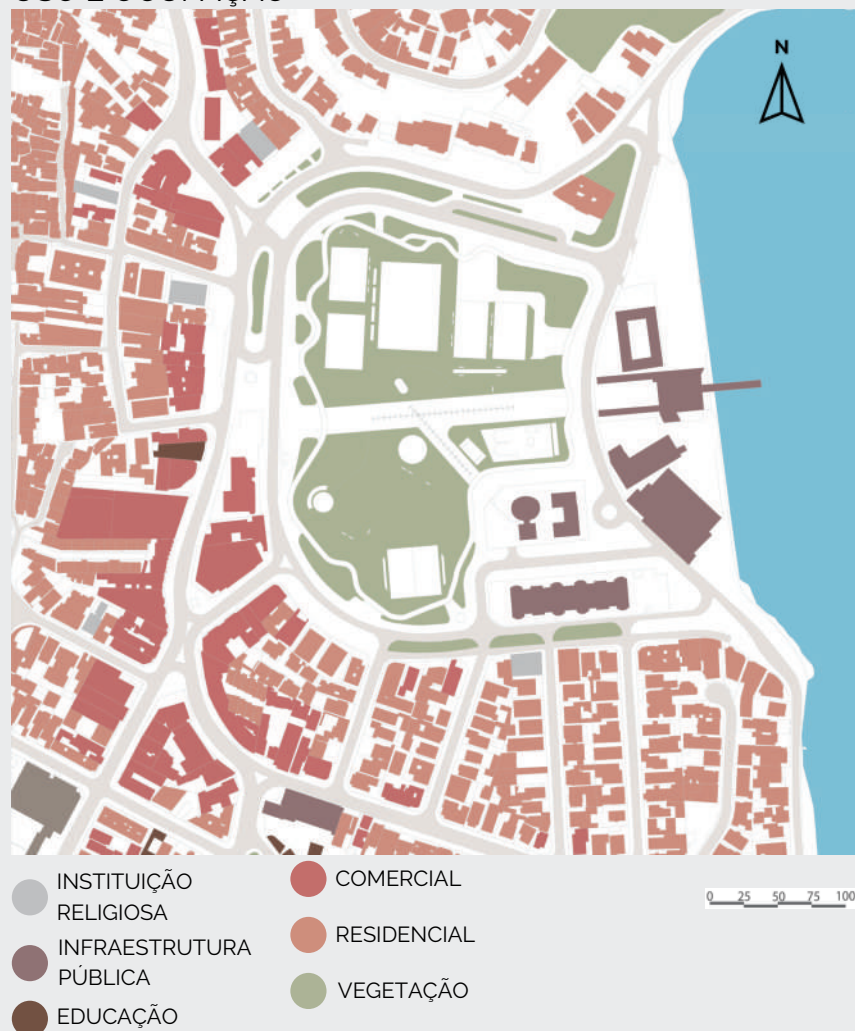 N
INSTITUIÇÃO
RELIGIOSA
INFRAESTRUTURA
PÚBLICA
EDUCAÇÃO
COMERCIAL
RESIDENCIAL
VEGETAÇÃO
0 25 50 75 100